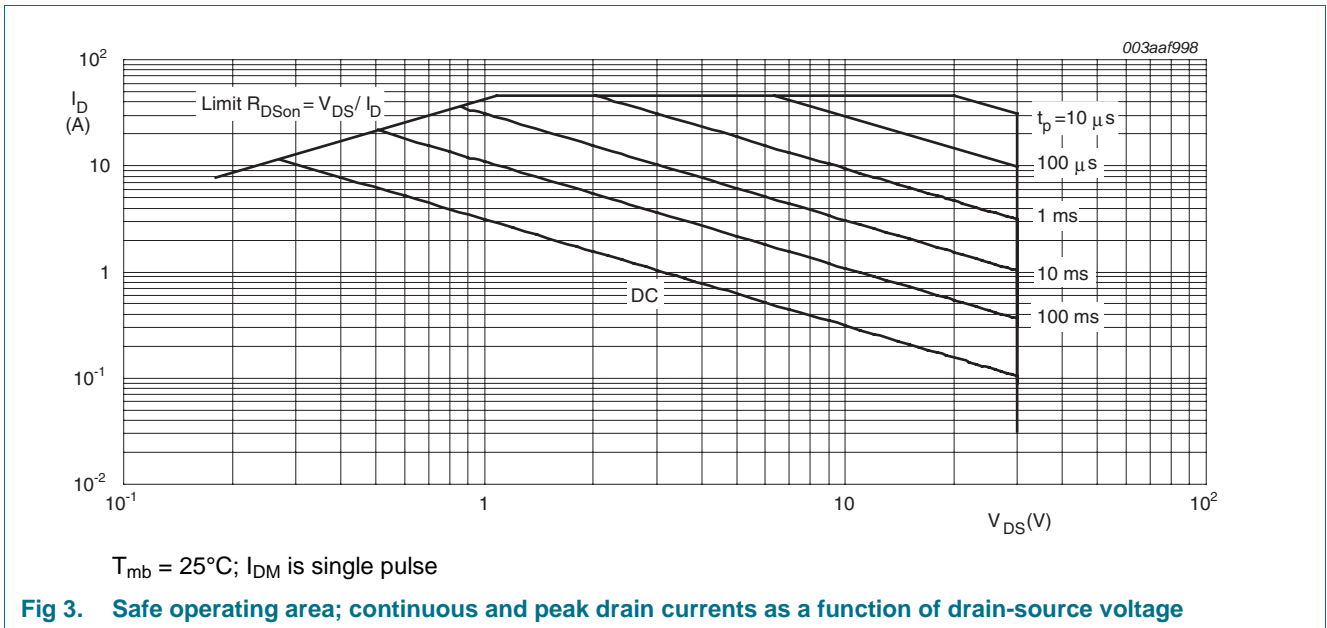 003aaf998
10²
I_D
(A)
Limit R_DSon = V_DS / I_D
t_p = 10 μs
10
100 μs
1 ms
1
10 ms
DC
100 ms
10⁻¹
10⁻²
10⁻¹
1
10
10²
V_DS (V)
T_mb = 25°C; I_DM is single pulse
Fig 3. Safe operating area; continuous and peak drain currents as a function of drain-source voltage